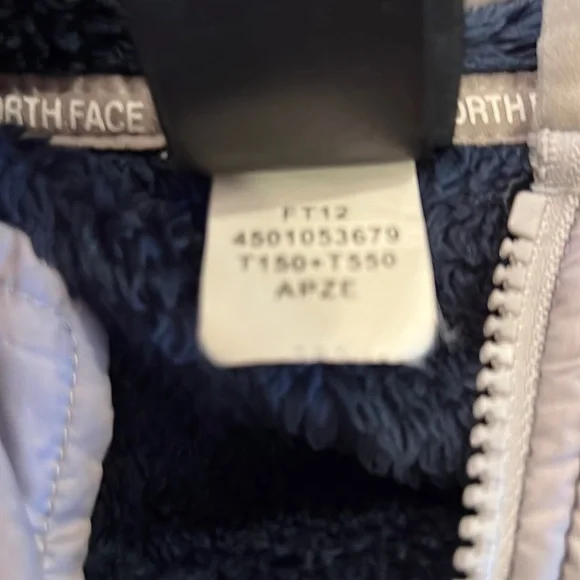 ORTH FACE
ORTH F
FT12
4501053679
T150+T550
APZE